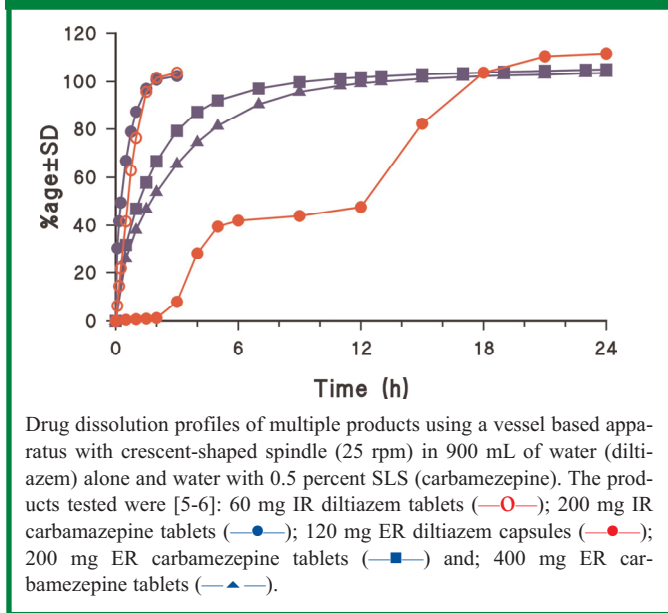 120
100
80
60
40
20
0
%age±SD
0 6 12 18 24
Time (h)
Drug dissolution profiles of multiple products using a vessel based appa-
ratus with crescent-shaped spindle (25 rpm) in 900 mL of water (dilti-
azem) alone and water with 0.5 percent SLS (carbamezepine). The prod-
ucts tested were [5-6]: 60 mg IR diltiazem tablets (—O—); 200 mg IR
carbamazepine tablets (—●—); 120 mg ER diltiazem capsules (—●—);
200 mg ER carbamezepine tablets (—■—) and; 400 mg ER car-
bamezepine tablets (—▲—).